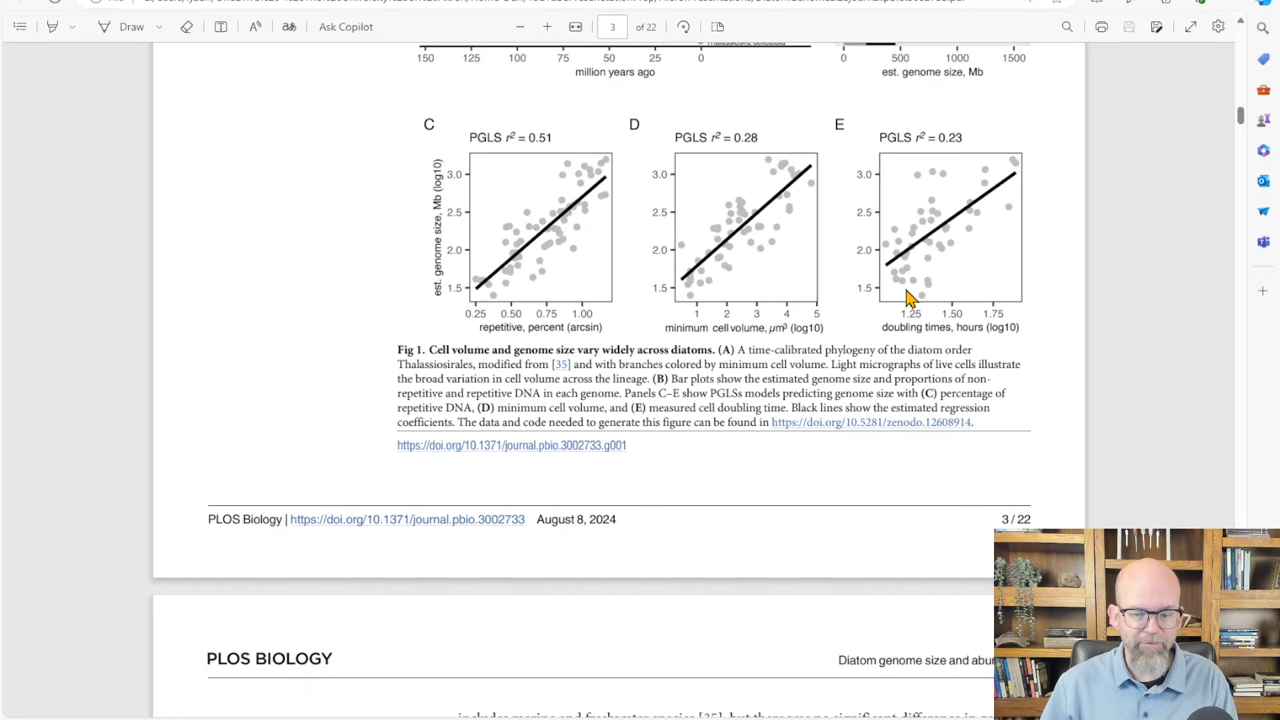 Draw
Ask Copilot
3 of 22
150 125 100 75 50 25 0
million years ago
0 500 1000 1500
est. genome size, Mb
C
PGLS r² = 0.51
D
PGLS r² = 0.28
E
PGLS r² = 0.23
est. genome size, Mb (log10)
3.0
2.5
2.0
1.5
0.25 0.50 0.75 1.00
repetitive, percent (arcsin)
3.0
2.5
2.0
1.5
1 2 3 4 5
minimum cell volume, µm³ (log10)
3.0
2.5
2.0
1.5
1.25 1.50 1.75
doubling times, hours (log10)
Fig 1. Cell volume and genome size vary widely across diatoms. (A) A time-calibrated phylogeny of the diatom order
Thalassiosirales, modified from [35] and with branches colored by minimum cell volume. Light micrographs of live cells illustrate
the broad variation in cell volume across the lineage. (B) Bar plots show the estimated genome size and proportions of non-
repetitive and repetitive DNA in each genome. Panels C–E show PGLSs models predicting genome size with (C) percentage of
repetitive DNA, (D) minimum cell volume, and (E) measured cell doubling time. Black lines show the estimated regression
coefficients. The data and code needed to generate this figure can be found in https://doi.org/10.5281/zenodo.12608914.
https://doi.org/10.1371/journal.pbio.3002733.g001
PLOS Biology | https://doi.org/10.1371/journal.pbio.3002733 August 8, 2024
3 / 22
PLOS BIOLOGY
Diatom genome size and